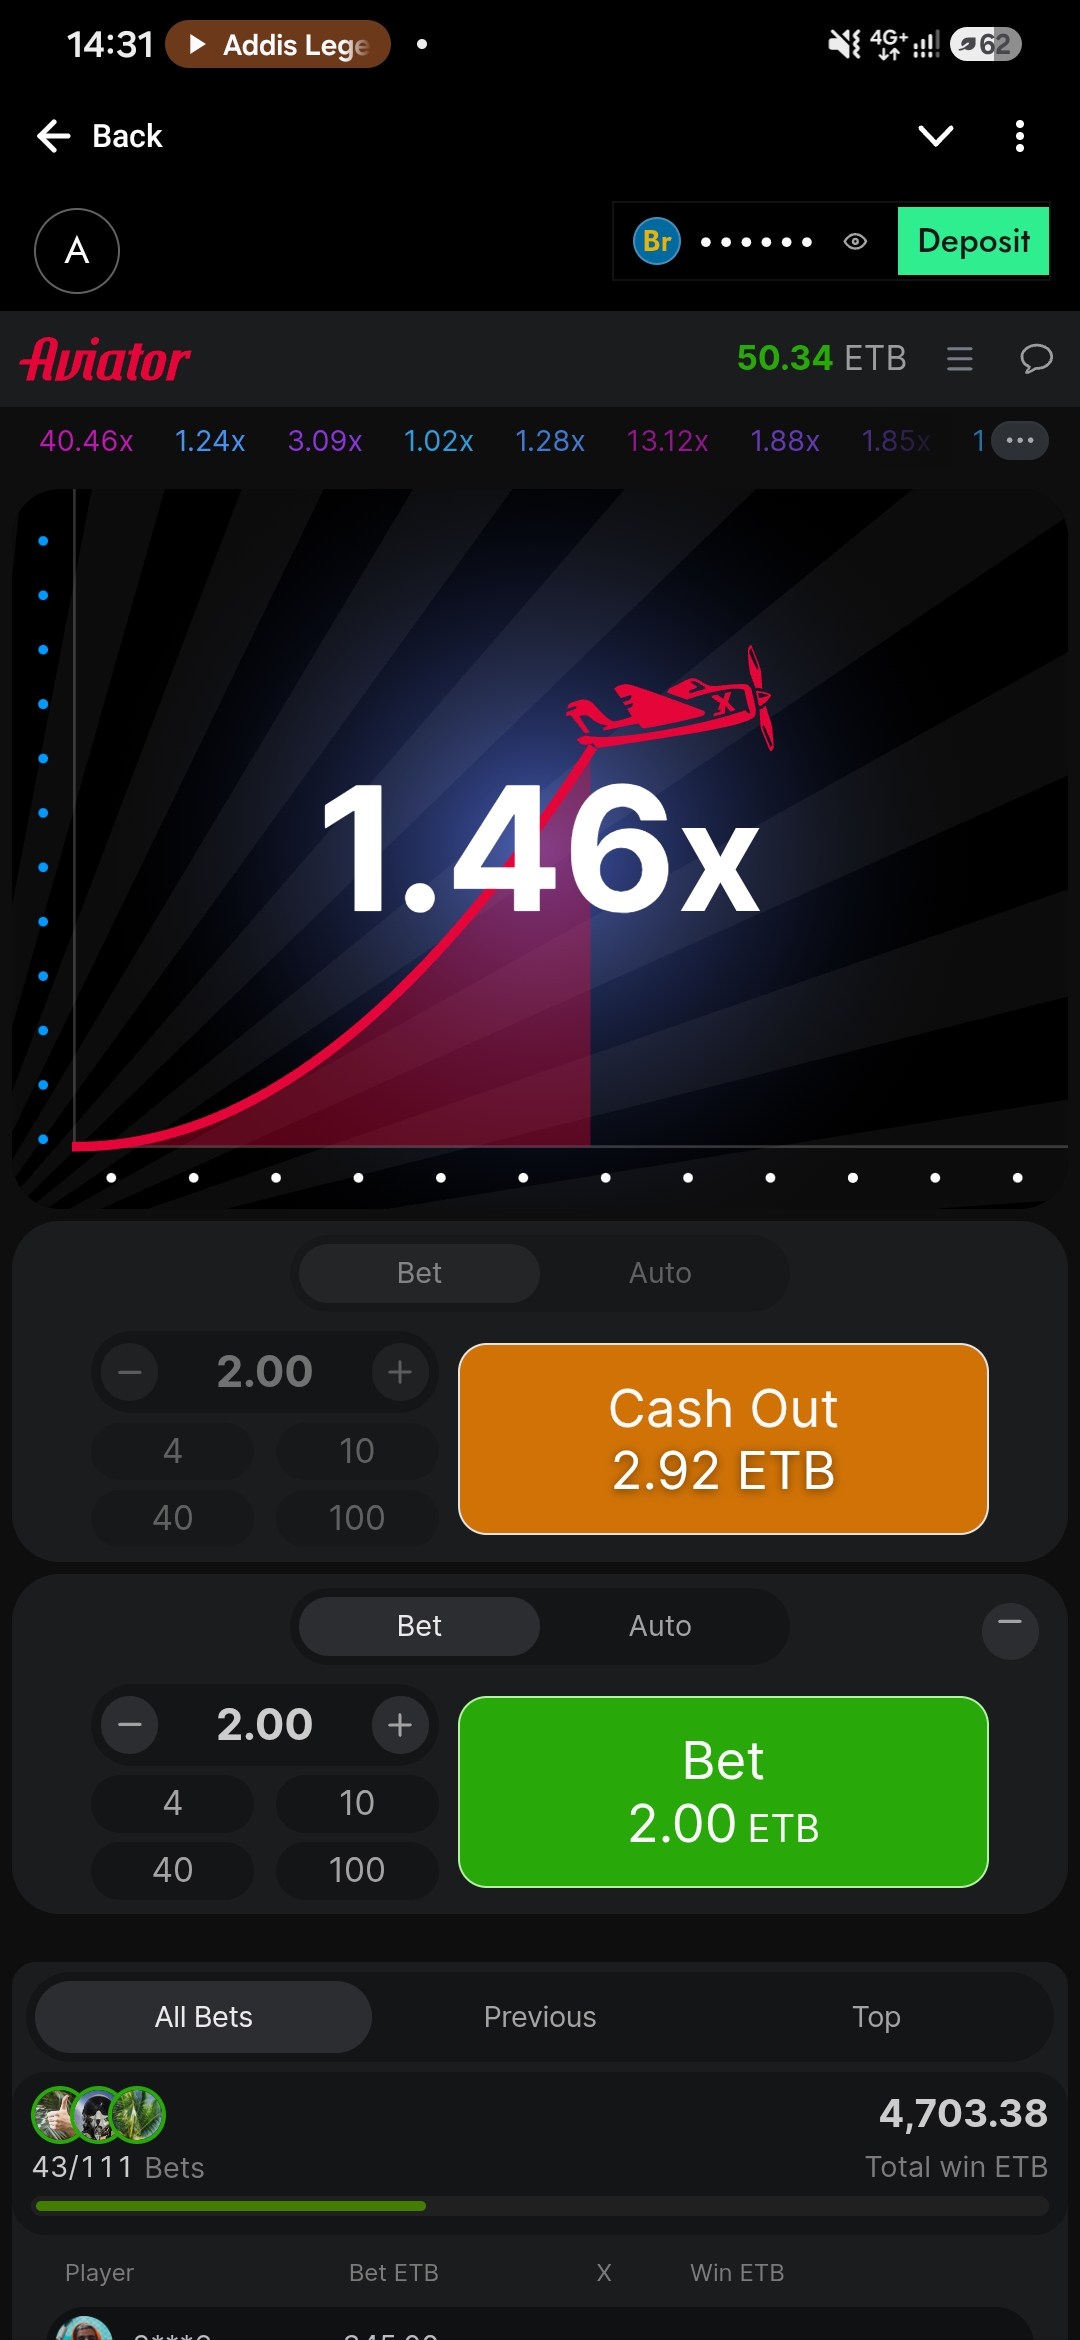 14:31 Addis Lege 4G+ 62
Back
A Br •••••• Deposit
Aviator 50.34 ETB
40.46x 1.24x 3.09x 1.02x 1.28x 13.12x 1.88x 1.85x 1 •••
X
1.46x
Bet Auto
2.00
4 10
40 100
Cash Out
2.92 ETB
Bet Auto
2.00
4 10
40 100
Bet
2.00 ETB
All Bets Previous Top
4,703.38
43/111 Bets Total win ETB
Player Bet ETB X Win ETB